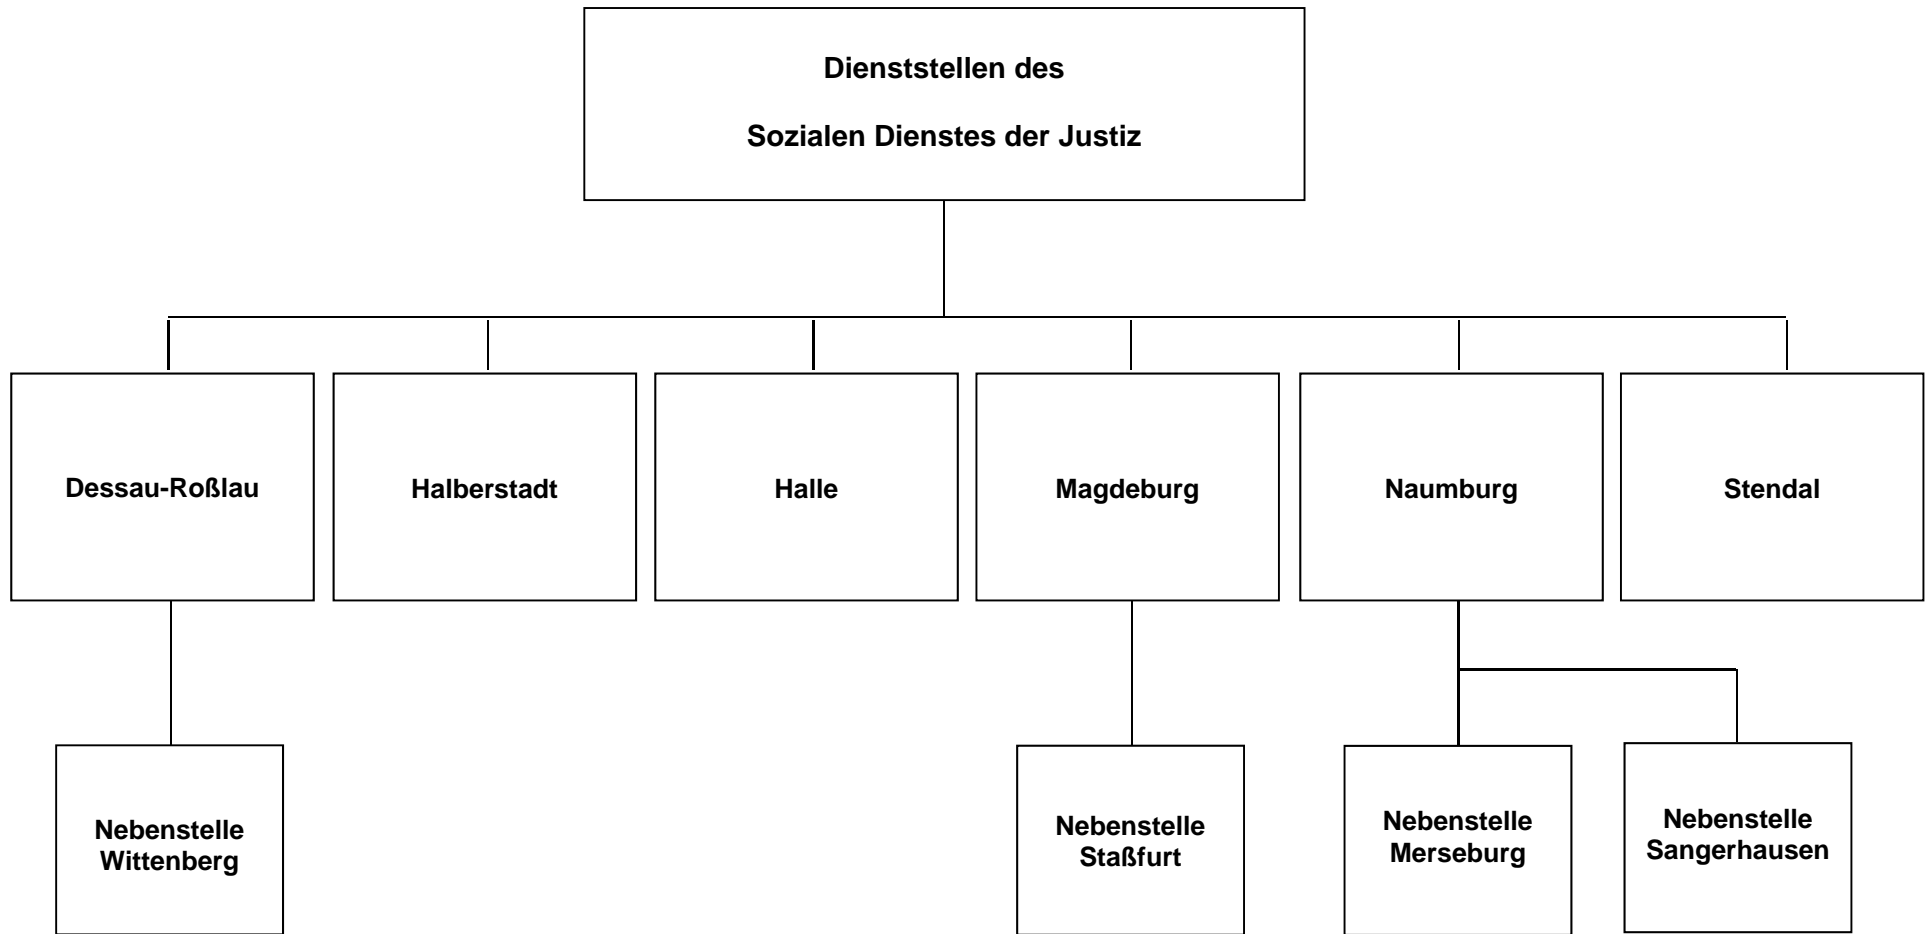 Dienststellen des
Sozialen Dienstes der Justiz
Dessau-Roßlau
Halberstadt
Halle
Magdeburg
Naumburg
Stendal
Nebenstelle
Wittenberg
Nebenstelle
Staßfurt
Nebenstelle
Merseburg
Nebenstelle
Sangerhausen